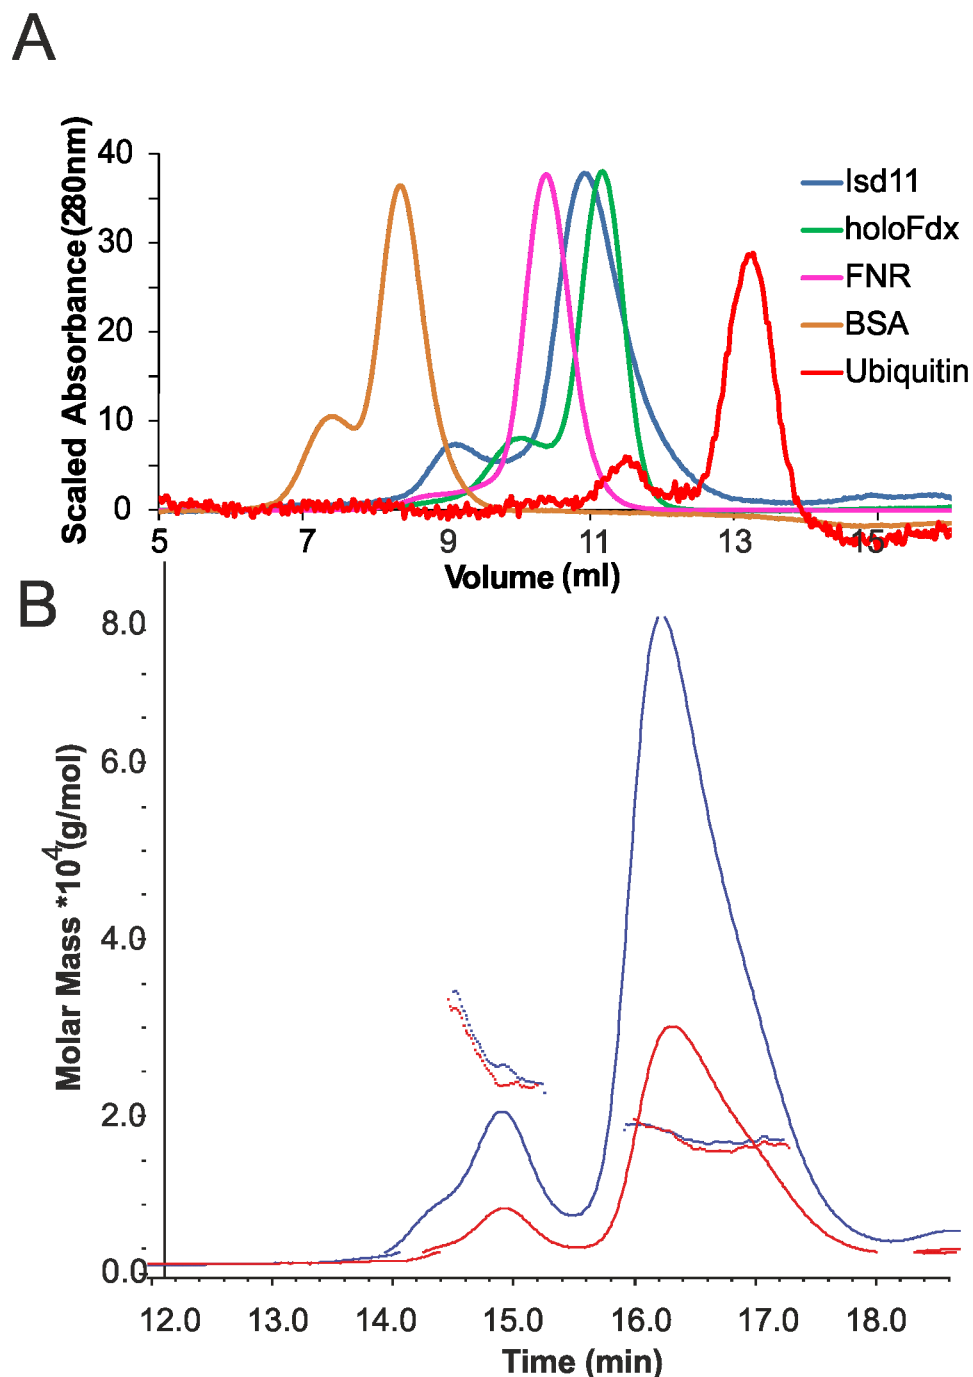 A
Scaled Absorbance (280nm)
40
30
20
10
0
5
7
9
11
13
15
Volume (ml)
Isd11
holoFdx
FNR
BSA
Ubiquitin
B
Molar Mass *10^4 (g/mol)
8.0
6.0
4.0
2.0
0.0
12.0
13.0
14.0
15.0
16.0
17.0
18.0
Time (min)